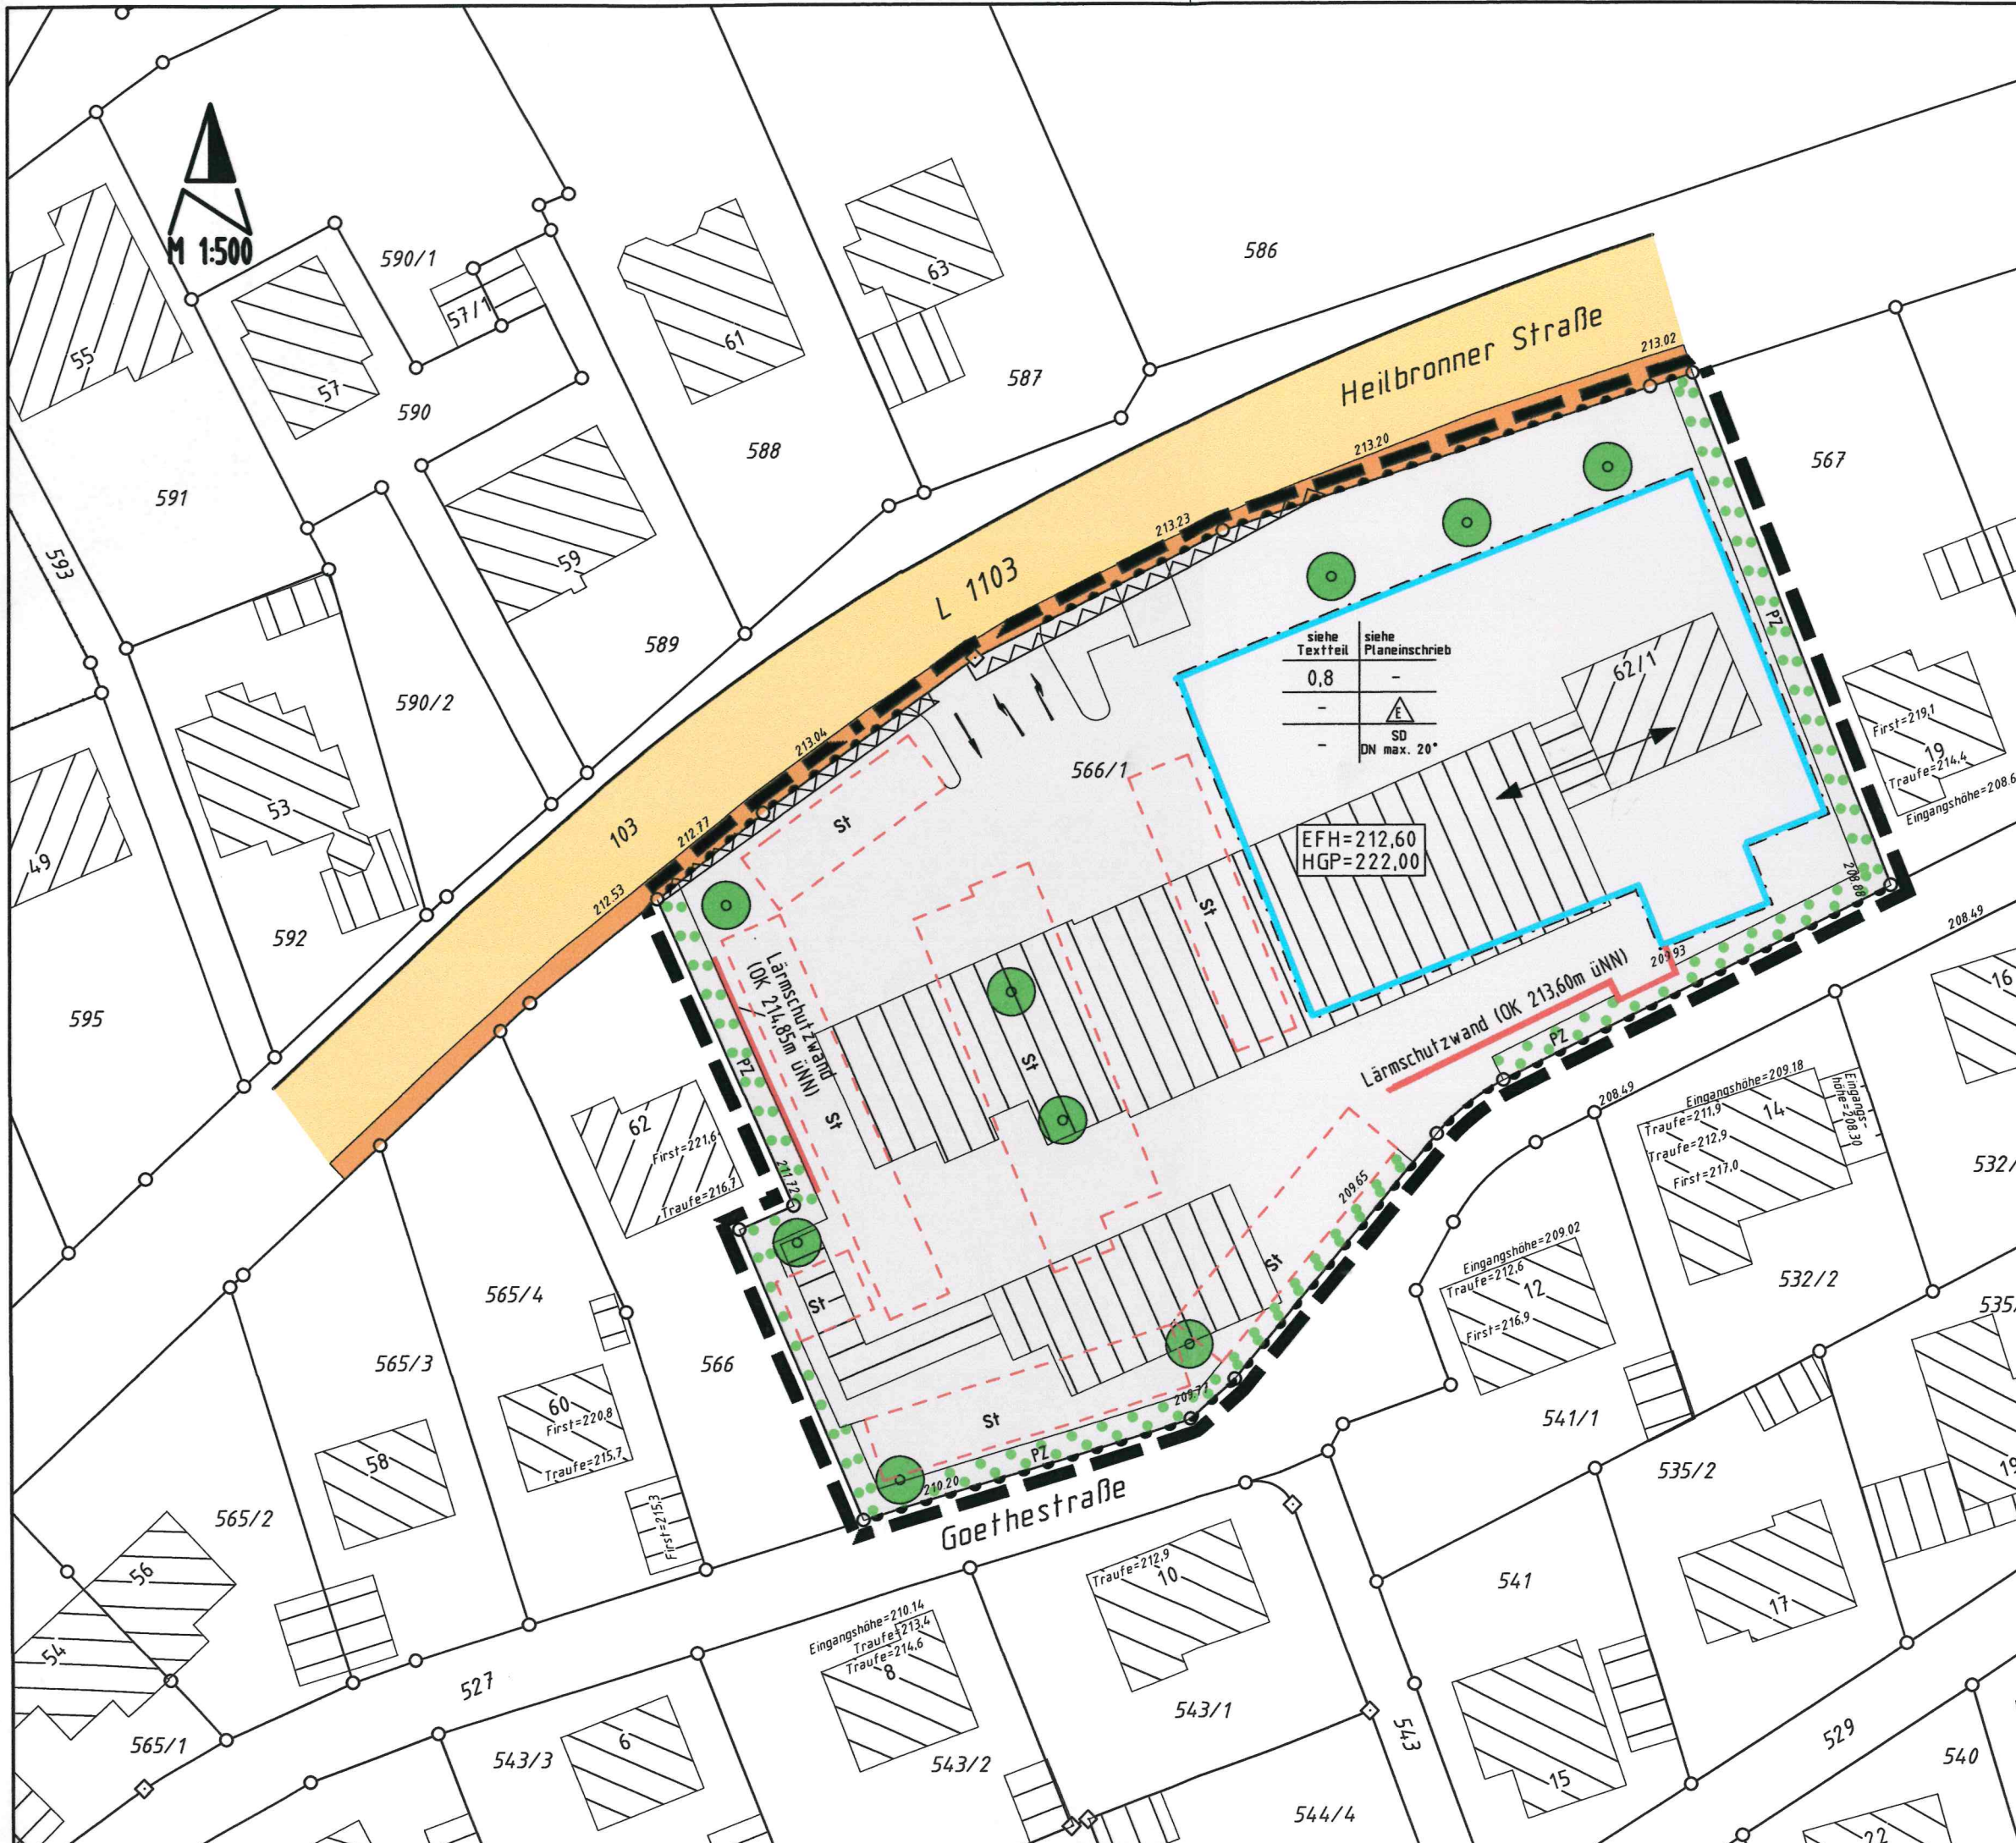 M 1:500
590/1
57/1
55
57
590
61
63
586
587
588
591
593
59
589
590/2
53
49
592
595
Heilbronner Straße
L 1103
103
213.02
213.20
213.23
213.04
212.77
212.53
567
siehe Textteil
siehe Planeinschrieb
0,8
-
-
E
-
SD
DN max. 20°
62/1
566/1
EFH=212,60
HGP=222,00
PZ
First=219,1
19
Traufe=214,4
208.88
208.49
St
St
St
St
St
St
St
Lärmschutzwand
(OK 214,85m üNN)
PZ
211.72
Lärmschutzwand (OK 213,60m üNN)
209.93
PZ
209.65
209.77
PZ
210.20
16
208.49
Eingangshöhe=209.18
14
Traufe=211,9
Traufe=212,9
First=217,0
Eingangs-
höhe=208.30
532/2
Eingangshöhe=209.02
Traufe=212,6
12
First=216,9
541/1
535/2
62
First=221,6
Traufe=216,7
565/4
565/3
566
60
First=220,8
Traufe=215,7
58
First=215,3
565/2
56
54
565/1
Goethestraße
527
Traufe=212,9
10
Eingangshöhe=210.14
Traufe=213,4
Traufe=214,6
8
6
543/3
543/2
543/1
543
544/4
541
17
15
529
540
22